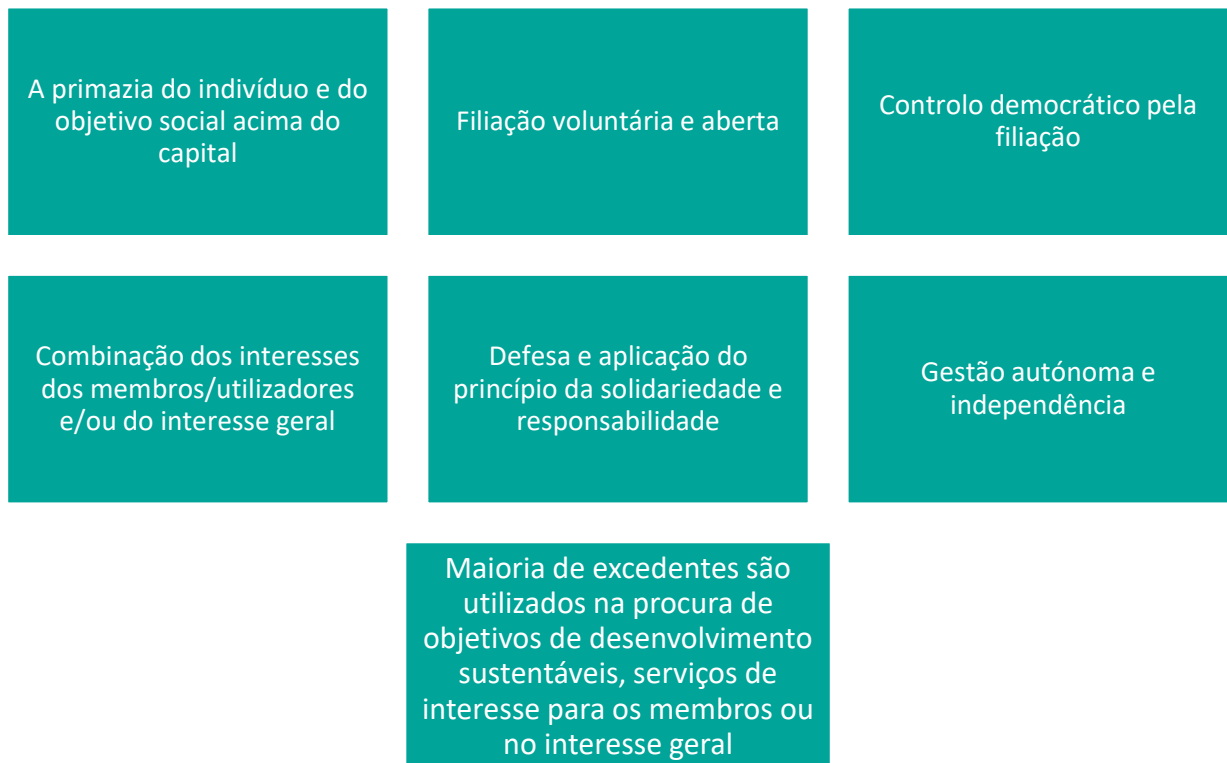 A primazia do indivíduo e do
objetivo social acima do
capital
Filiação voluntária e aberta
Controlo democrático pela
filiação
Combinação dos interesses
dos membros/utilizadores
e/ou do interesse geral
Defesa e aplicação do
princípio da solidariedade e
responsabilidade
Gestão autónoma e
independência
Maioria de excedentes são
utilizados na procura de
objetivos de desenvolvimento
sustentáveis, serviços de
interesse para os membros ou
no interesse geral